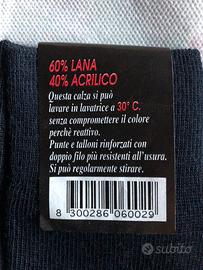 60% LANA
40% ACRILICO
Questa calza si può
lavare in lavatrice a 30° C.
senza compromettere il colore
perchè reattivo.
Punte e talloni rinforzati con
doppio filo più resistenti all'usura.
Si può regolarmente stirare.
8 300286 060029
subito